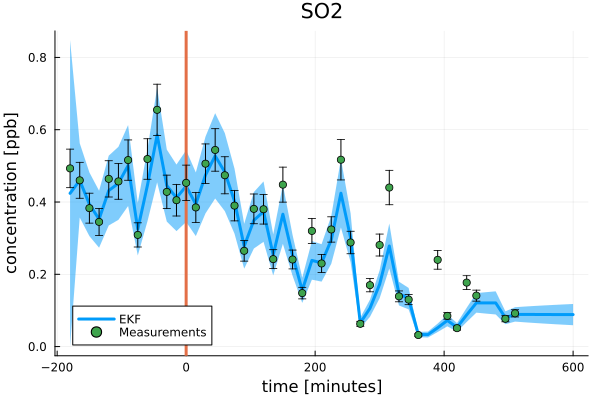 SO2
concentration [ppb]
0.8
0.6
0.4
0.2
0.0
EKF
Measurements
−200
0
200
400
600
time [minutes]